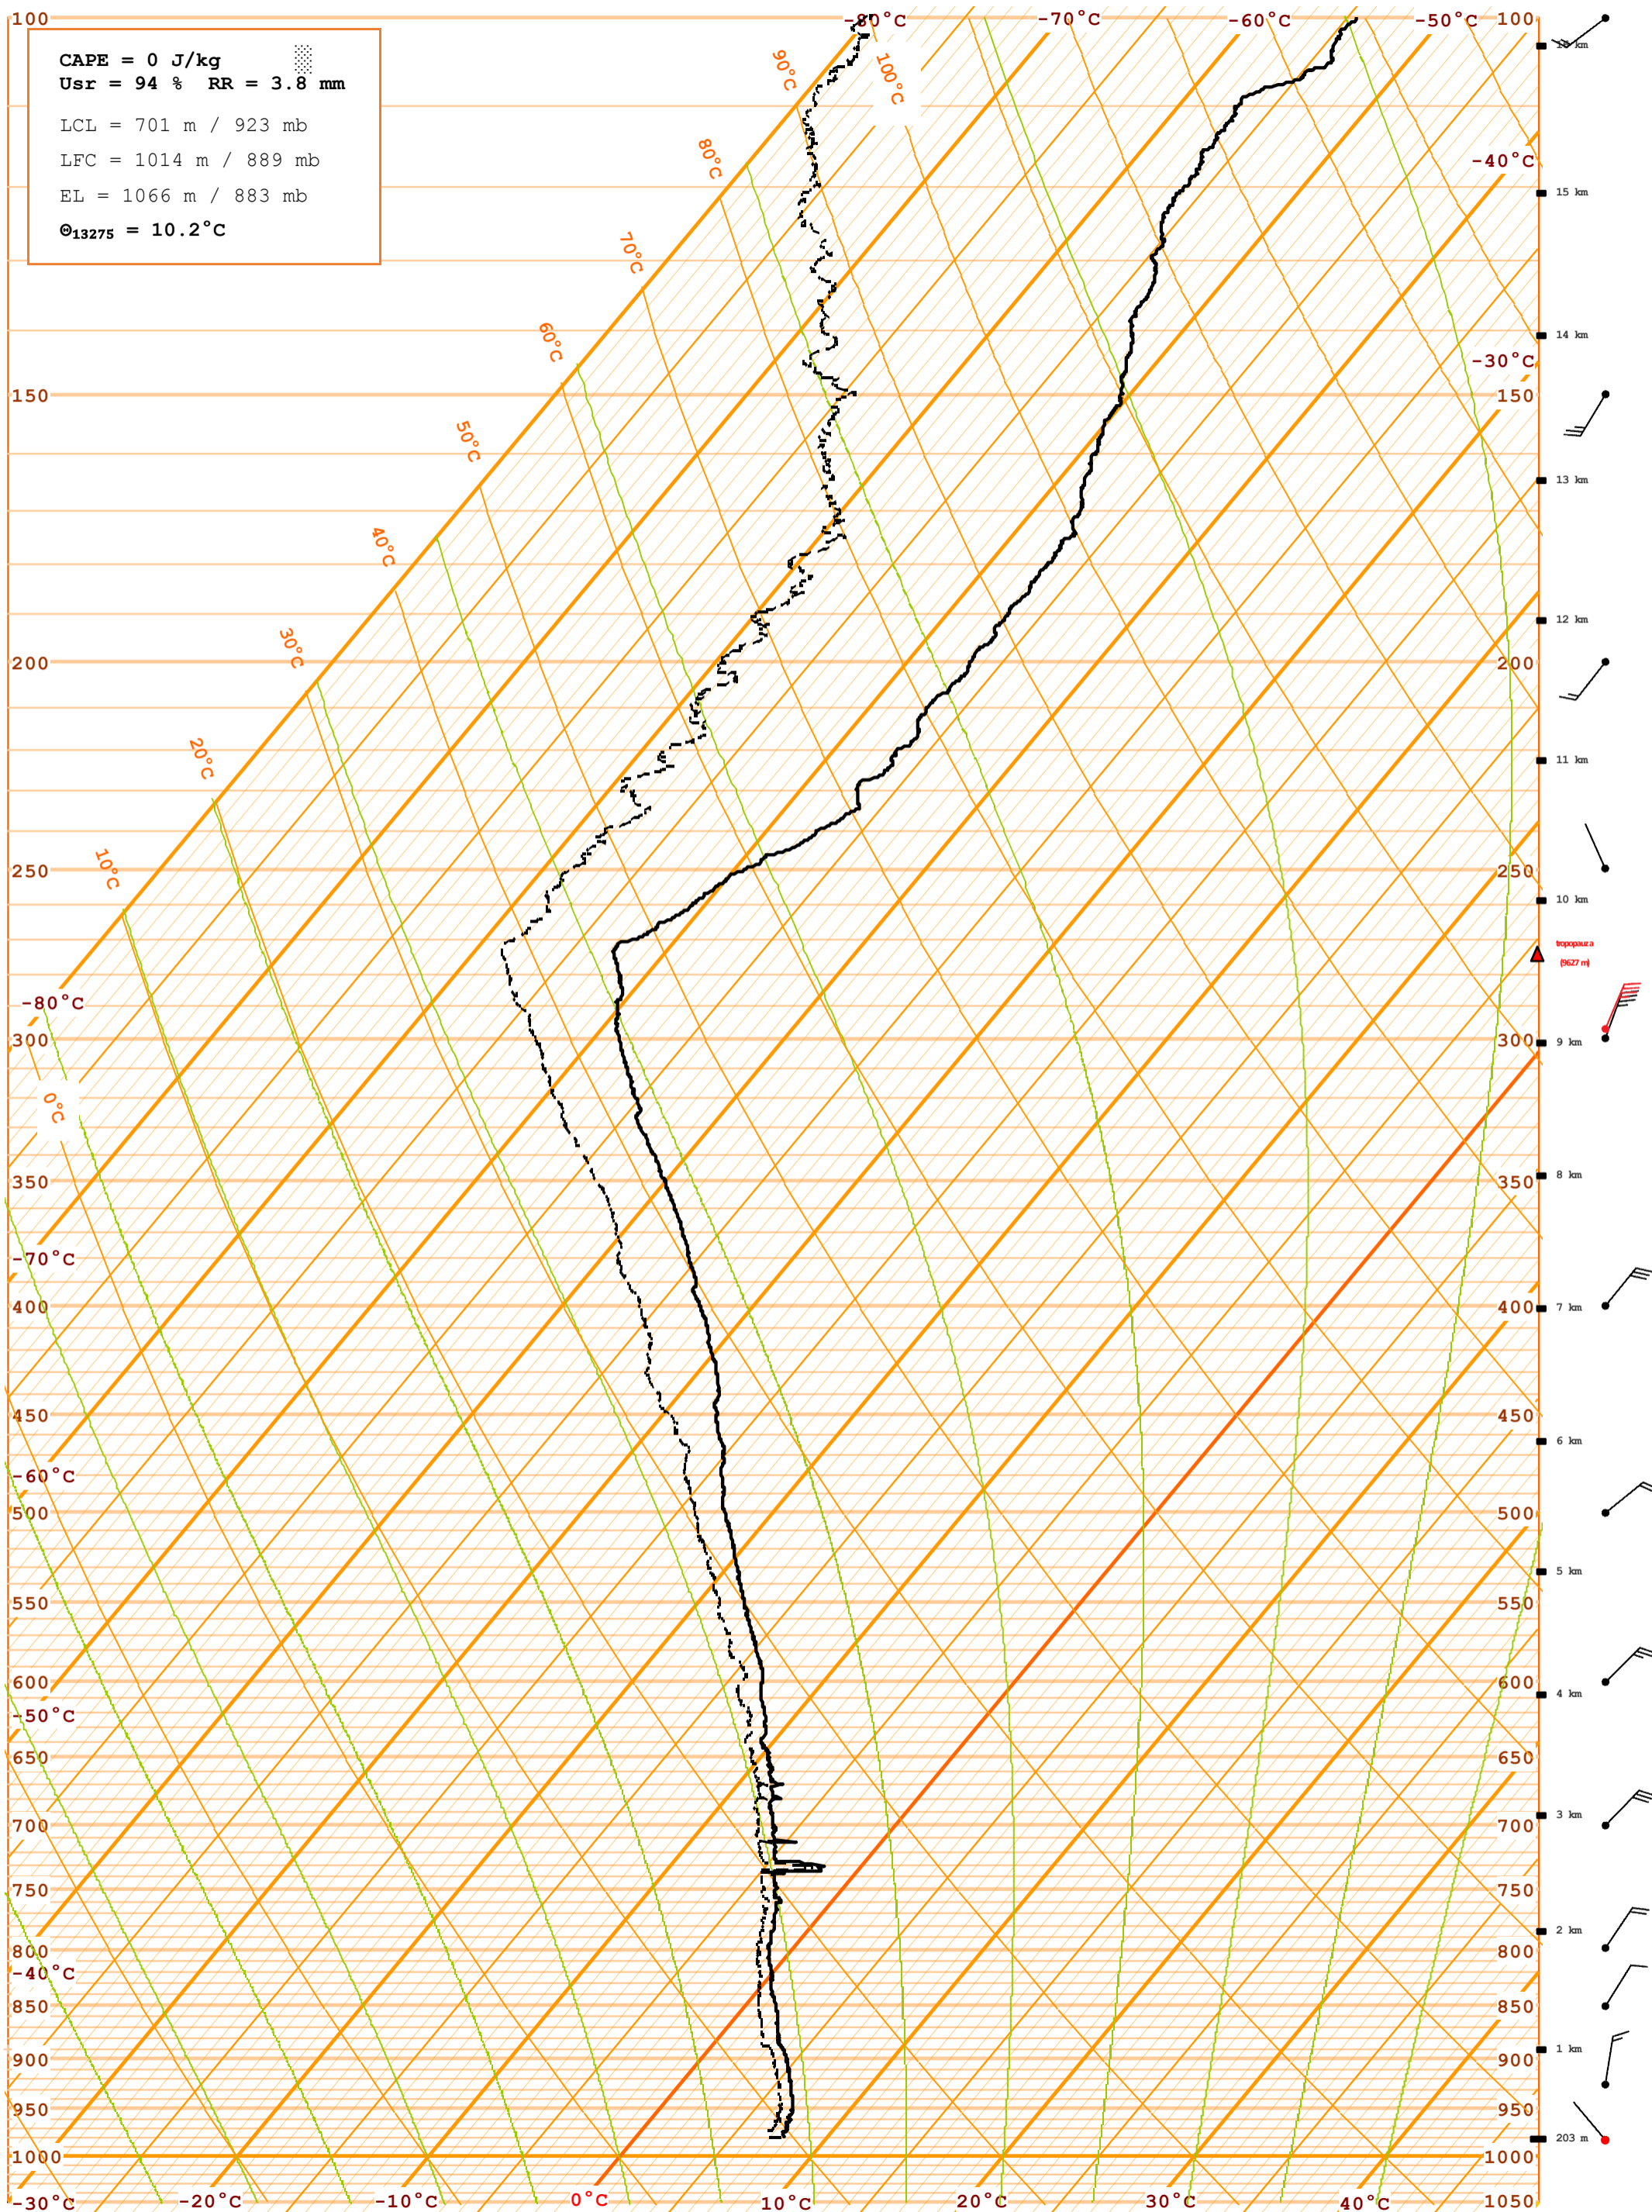 100 -80°C -70°C -60°C -50°C 100
16 km
CAPE = 0 J/kg
Usr = 94 % RR = 3.8 mm
LCL = 701 m / 923 mb
LFC = 1014 m / 889 mb
EL = 1066 m / 883 mb
Θ13275 = 10.2°C
90°C
100°C
80°C
-40°C
15 km
70°C
60°C
14 km
-30°C
150 150
50°C
13 km
40°C
12 km
30°C
200 200
20°C
11 km
10°C
250 250
10 km
tropopauza
(9627 m)
-80°C
300 300
9 km
0°C
350 350
8 km
-70°C
400 400
7 km
450 450
6 km
-60°C
500 500
5 km
550 550
600 600
4 km
-50°C
650 650
3 km
700 700
750 750
2 km
800 800
-40°C
850 850
1 km
900 900
950 950
203 m
1000 1000
-30°C -20°C -10°C 0°C 10°C 20°C 30°C 40°C 1050